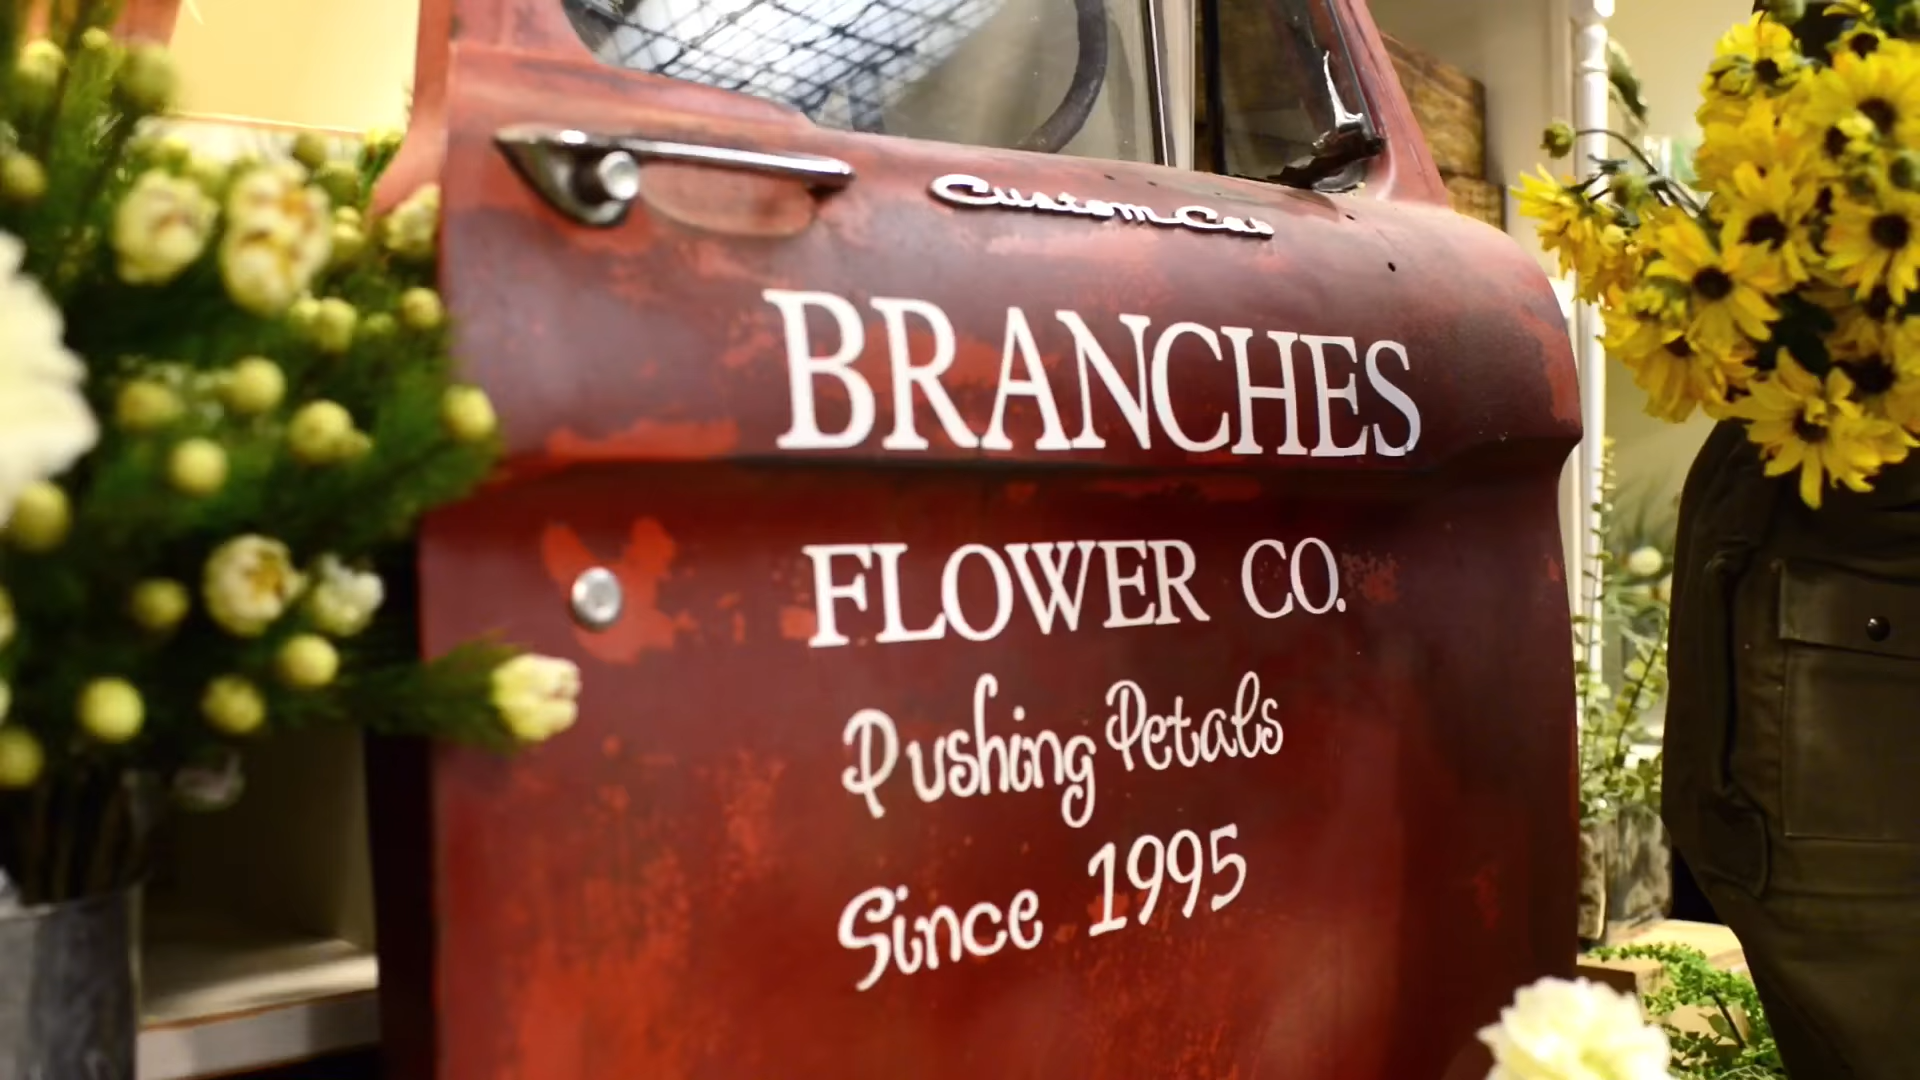 Custom Cab
BRANCHES
FLOWER CO.
Pushing Petals
Since 1995